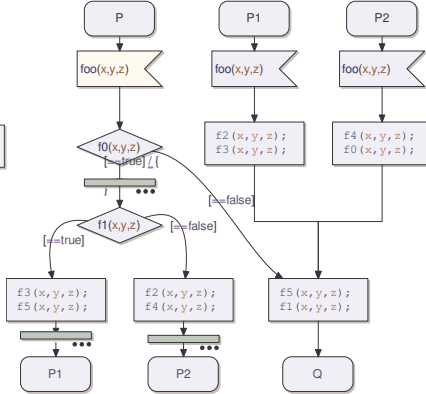 P
P1
P2
foo(x,y,z)
foo(x,y,z)
foo(x,y,z)
f0(x,y,z)
[==true] / {
}
f2(x,y,z);
f3(x,y,z);
f4(x,y,z);
f0(x,y,z);
[==false]
f1(x,y,z)
[==true]
[==false]
f3(x,y,z);
f5(x,y,z);
f2(x,y,z);
f4(x,y,z);
f5(x,y,z);
f1(x,y,z);
P1
P2
Q